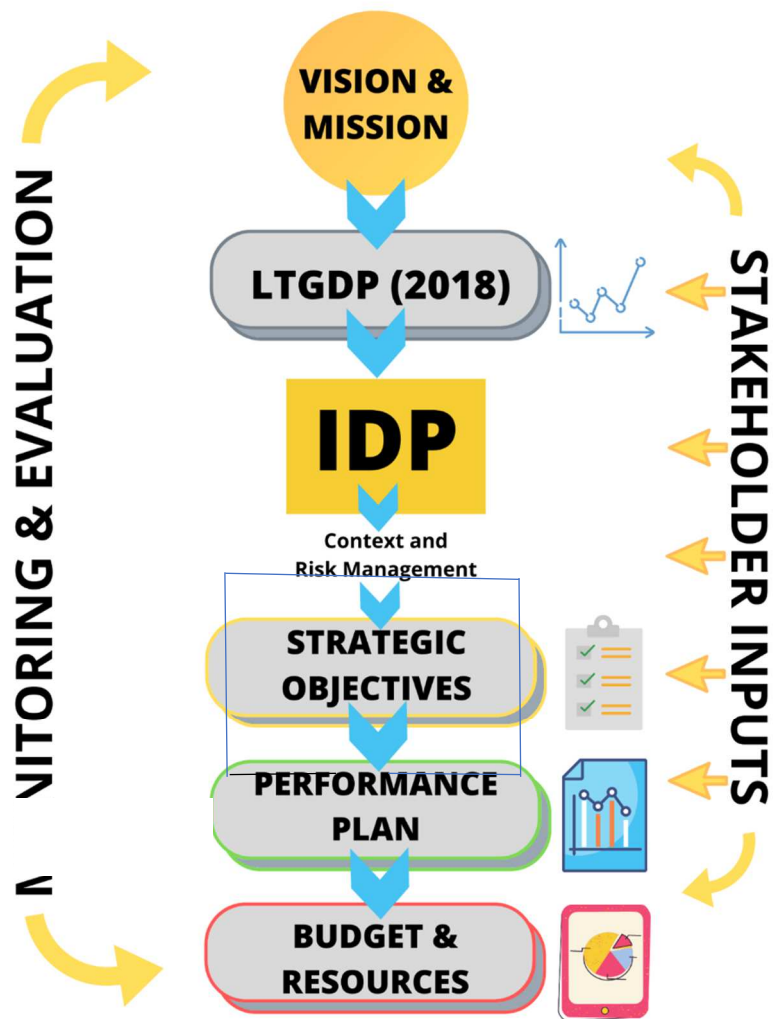 VISION &
MISSION
LTGDP (2018)
IDP
Context and
Risk Management
STRATEGIC
OBJECTIVES
PERFORMANCE
PLAN
BUDGET &
RESOURCES
NITORING & EVALUATION
STAKEHOLDER INPUTS